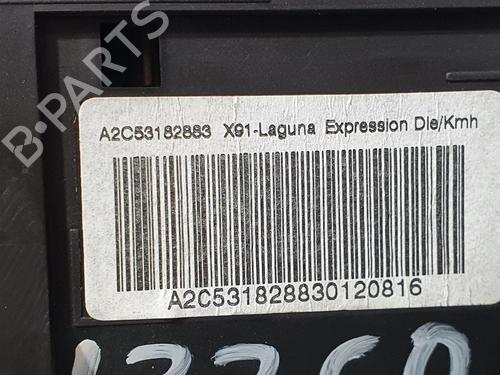 B-PARTS
A2C53182883 X91-Laguna Expression Die/Kmh
A2C531828830120816